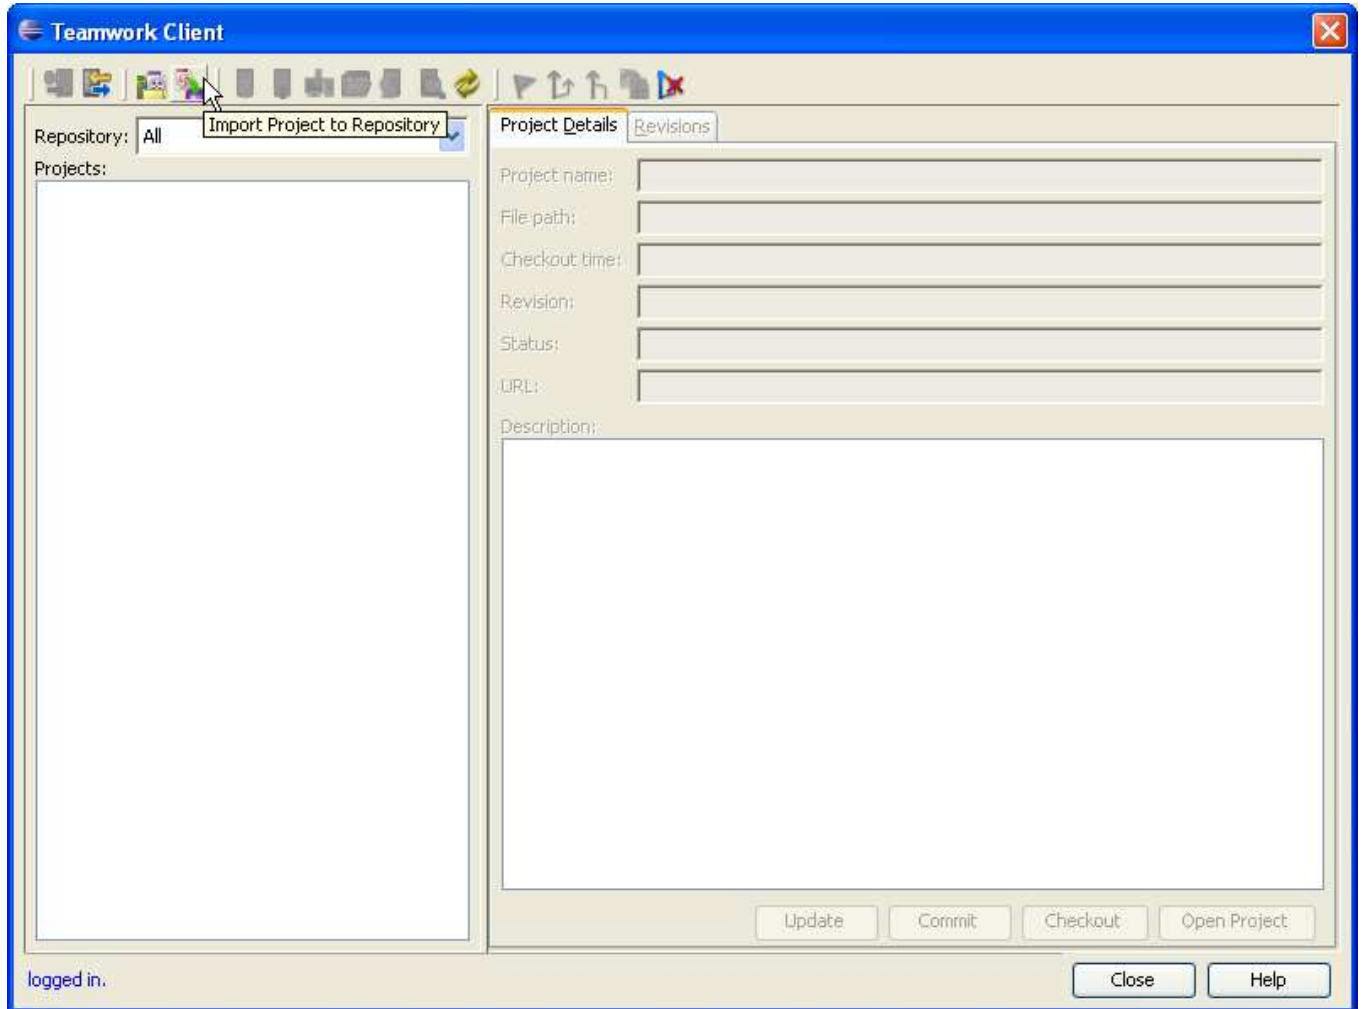 Teamwork Client
Import Project to Repository
Repository: All
Projects:
Project Details Revisions
Project name:
File path:
Checkout time:
Revision:
Status:
URL:
Description:
Update Commit Checkout Open Project
logged in.
Close Help